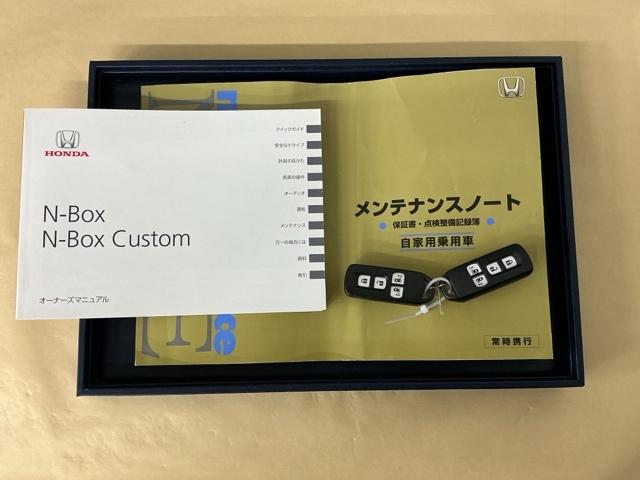 HONDA
N-Box
N-Box Custom
オーナーズマニュアル
クイックガイド
安全なドライブ
計器の見かた
各部の操作
オーディオ
運転
メンテナンス
万一の場合には
資料
索引
メンテナンスノート
保証書・点検整備記録簿
自家用乗用車
常時携行
ce